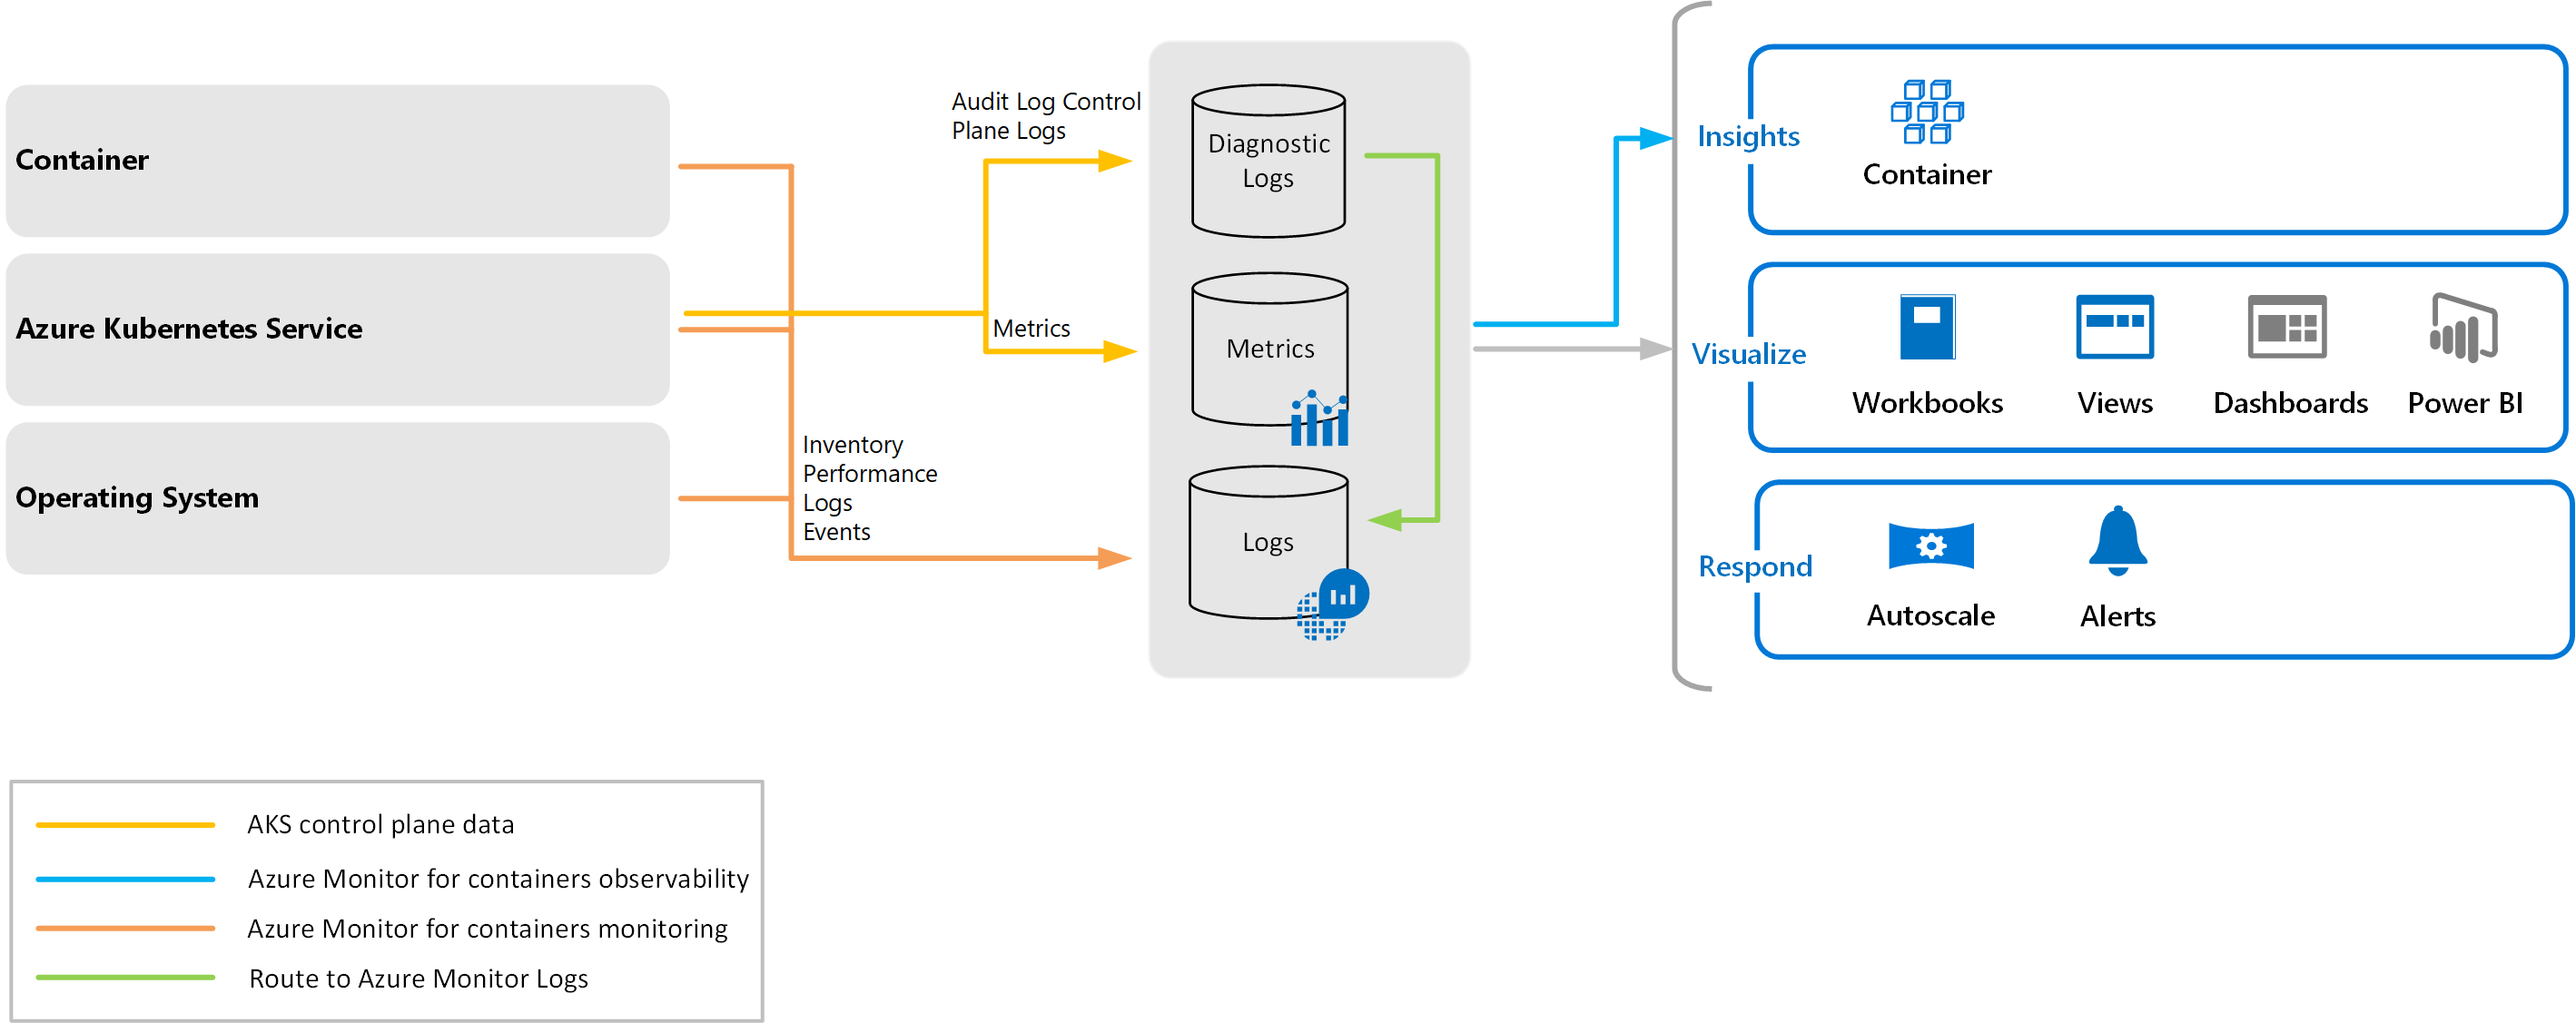 Container
Azure Kubernetes Service
Operating System
Audit Log Control
Plane Logs
Metrics
Inventory
Performance
Logs
Events
Diagnostic
Logs
Metrics
Logs
Insights
Container
Visualize
Workbooks
Views
Dashboards
Power BI
Respond
Autoscale
Alerts
AKS control plane data
Azure Monitor for containers observability
Azure Monitor for containers monitoring
Route to Azure Monitor Logs